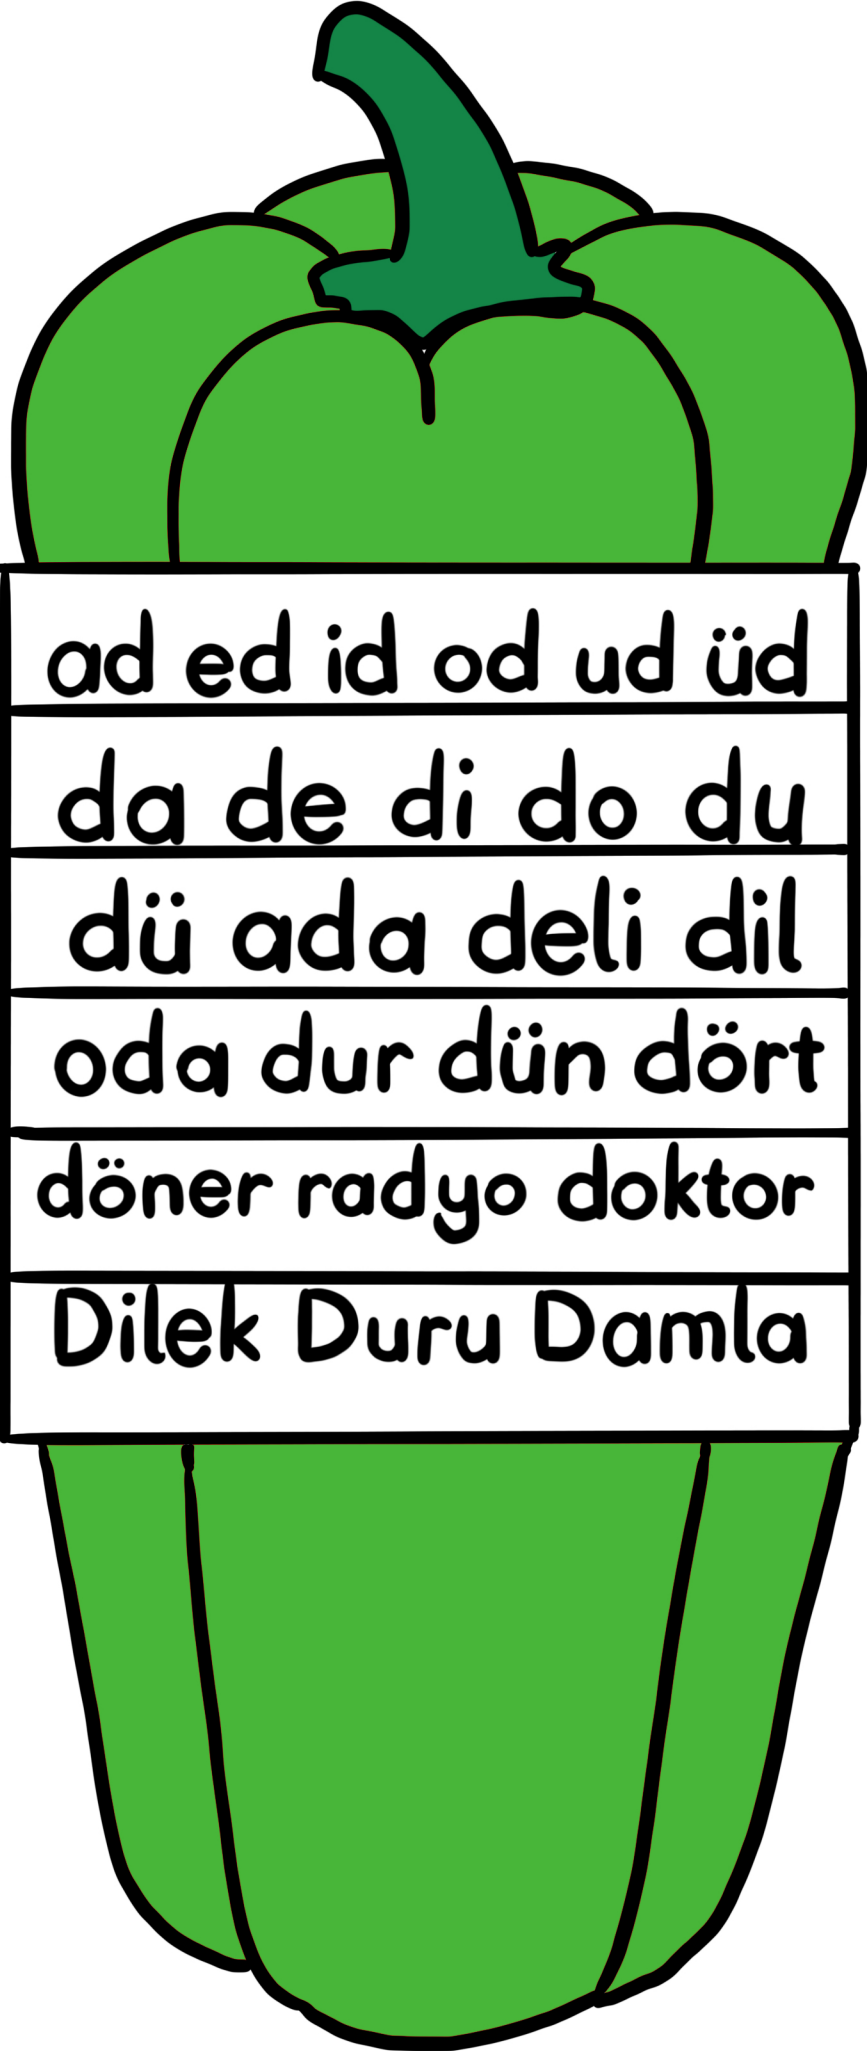 ad ed id od ud üd
da de di do du
dü ada deli dil
oda dur dün dört
döner radyo doktor
Dilek Duru Damla